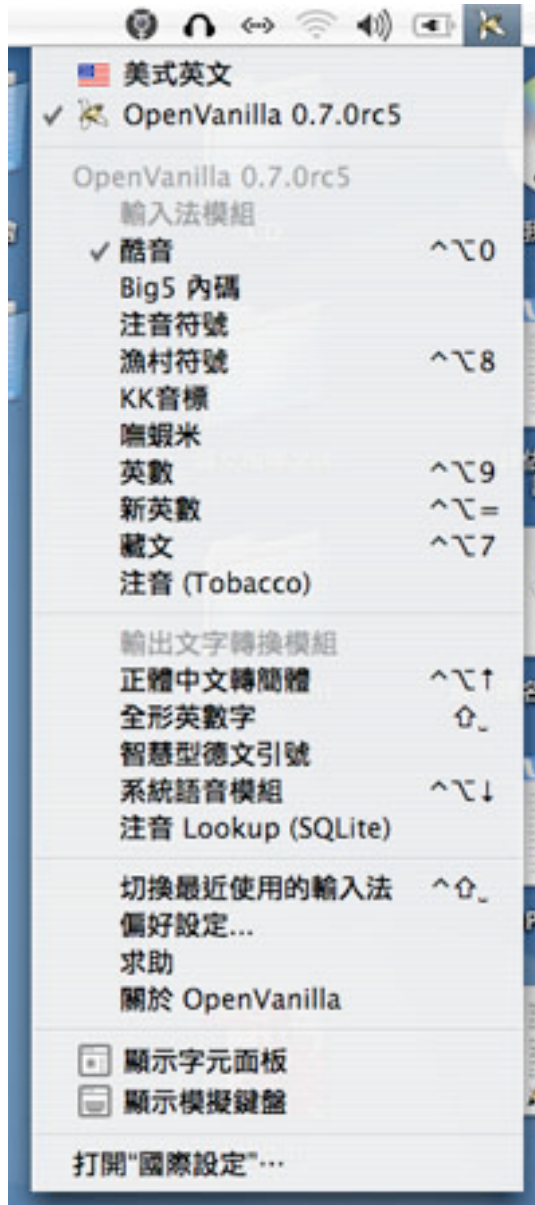 美式英文
✓ OpenVanilla 0.7.0rc5
OpenVanilla 0.7.0rc5
輸入法模組
✓ 酷音 ^⌥0
Big5 內碼
注音符號
漁村符號 ^⌥8
KK音標
嘸蝦米
英數 ^⌥9
新英數 ^⌥=
藏文 ^⌥7
注音 (Tobacco)
輸出文字轉換模組
正體中文轉簡體 ^⌥↑
全形英數字 ⇧_
智慧型德文引號
系統語音模組 ^⌥↓
注音 Lookup (SQLite)
切換最近使用的輸入法 ^⇧_
偏好設定...
求助
關於 OpenVanilla
顯示字元面板
顯示模擬鍵盤
打開“國際設定”…